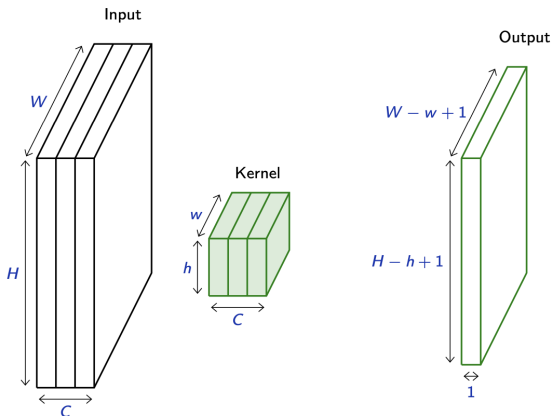 Input
W
H
C
Kernel
w
h
C
Output
W − w + 1
H − h + 1
1